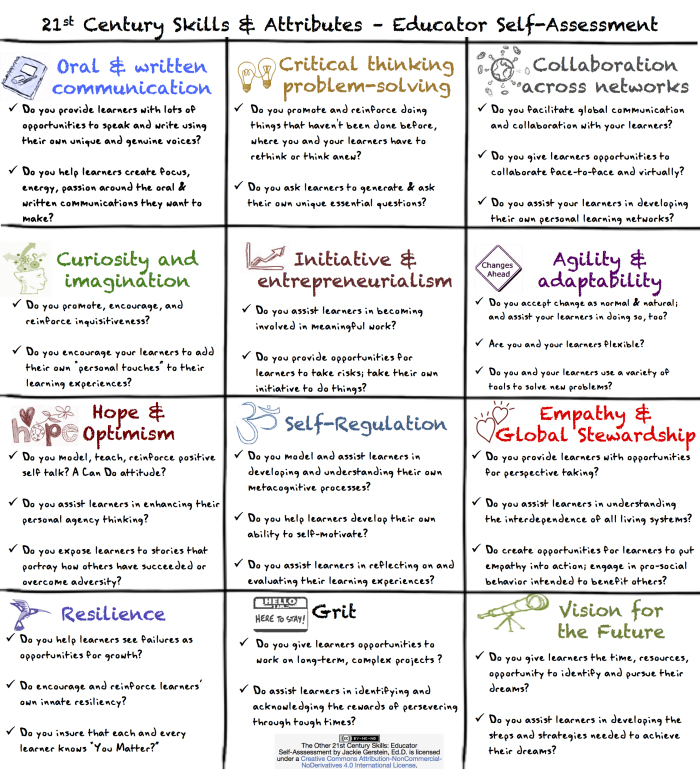 21st Century Skills & Attributes - Educator Self-Assessment
Oral & written
communication
✓ Do you provide learners with lots of
opportunities to speak and write using
their own unique and genuine voices?
✓ Do you help learners create focus,
energy, passion around the oral &
written communications they want to
make?
Critical thinking
problem-solving
✓ Do you promote and reinforce doing
things that haven't been done before,
where you and your learners have to
rethink or think anew?
✓ Do you ask learners to generate & ask
their own unique essential questions?
Collaboration
across networks
✓ Do you facilitate global communication
and collaboration with your learners?
✓ Do you give learners opportunities to
collaborate face-to-face and virtually?
✓ Do you assist your learners in developing
their own personal learning networks?
Curiosity and
imagination
✓ Do you promote, encourage, and
reinforce inquisitiveness?
✓ Do you encourage your learners to add
their own "personal touches" to their
learning experiences?
Initiative &
entrepreneurialism
✓ Do you assist learners in becoming
involved in meaningful work?
✓ Do you provide opportunities for
learners to take risks; take their own
initiative to do things?
Changes
Ahead
Agility &
adaptability
✓ Do you accept change as normal & natural;
and assist your learners in doing so, too?
✓ Are you and your learners flexible?
✓ Do you and your learners use a variety of
tools to solve new problems?
hope
Hope &
Optimism
✓ Do you model, teach, reinforce positive
self talk? A Can Do attitude?
✓ Do you assist learners in enhancing their
personal agency thinking?
✓ Do you expose learners to stories that
portray how others have succeeded or
overcome adversity?
ॐ
Self-Regulation
✓ Do you model and assist learners in
developing and understanding their own
metacognitive processes?
✓ Do you help learners develop their own
ability to self-motivate?
✓ Do you assist learners in reflecting on and
evaluating their learning experiences?
Empathy &
Global Stewardship
✓ Do you provide learners with opportunities
for perspective taking?
✓ Do you assist learners in understanding
the interdependence of all living systems?
✓ Do create opportunities for learners to put
empathy into action; engage in pro-social
behavior intended to benefit others?
Resilience
✓ Do you help learners see failures as
opportunities for growth?
✓ Do encourage and reinforce learners'
own innate resiliency?
✓ Do you insure that each and every
learner knows "You Matter?"
HELLO
HERE TO STAY!
Grit
✓ Do you give learners opportunities to
work on long-term, complex projects ?
✓ Do assist learners in identifying and
acknowledging the rewards of persevering
through tough times?
Vision for
the Future
✓ Do you give learners the time, resources,
opportunity to identify and pursue their
dreams?
✓ Do you assist learners in developing the
steps and strategies needed to achieve
their dreams?
cc BY-NC-ND
The Other 21st Century Skills: Educator
Self-Asssessment by Jackie Gerstein, Ed.D. is licensed
under a Creative Commons Attribution-NonCommercial-
NoDerivatives 4.0 International License.